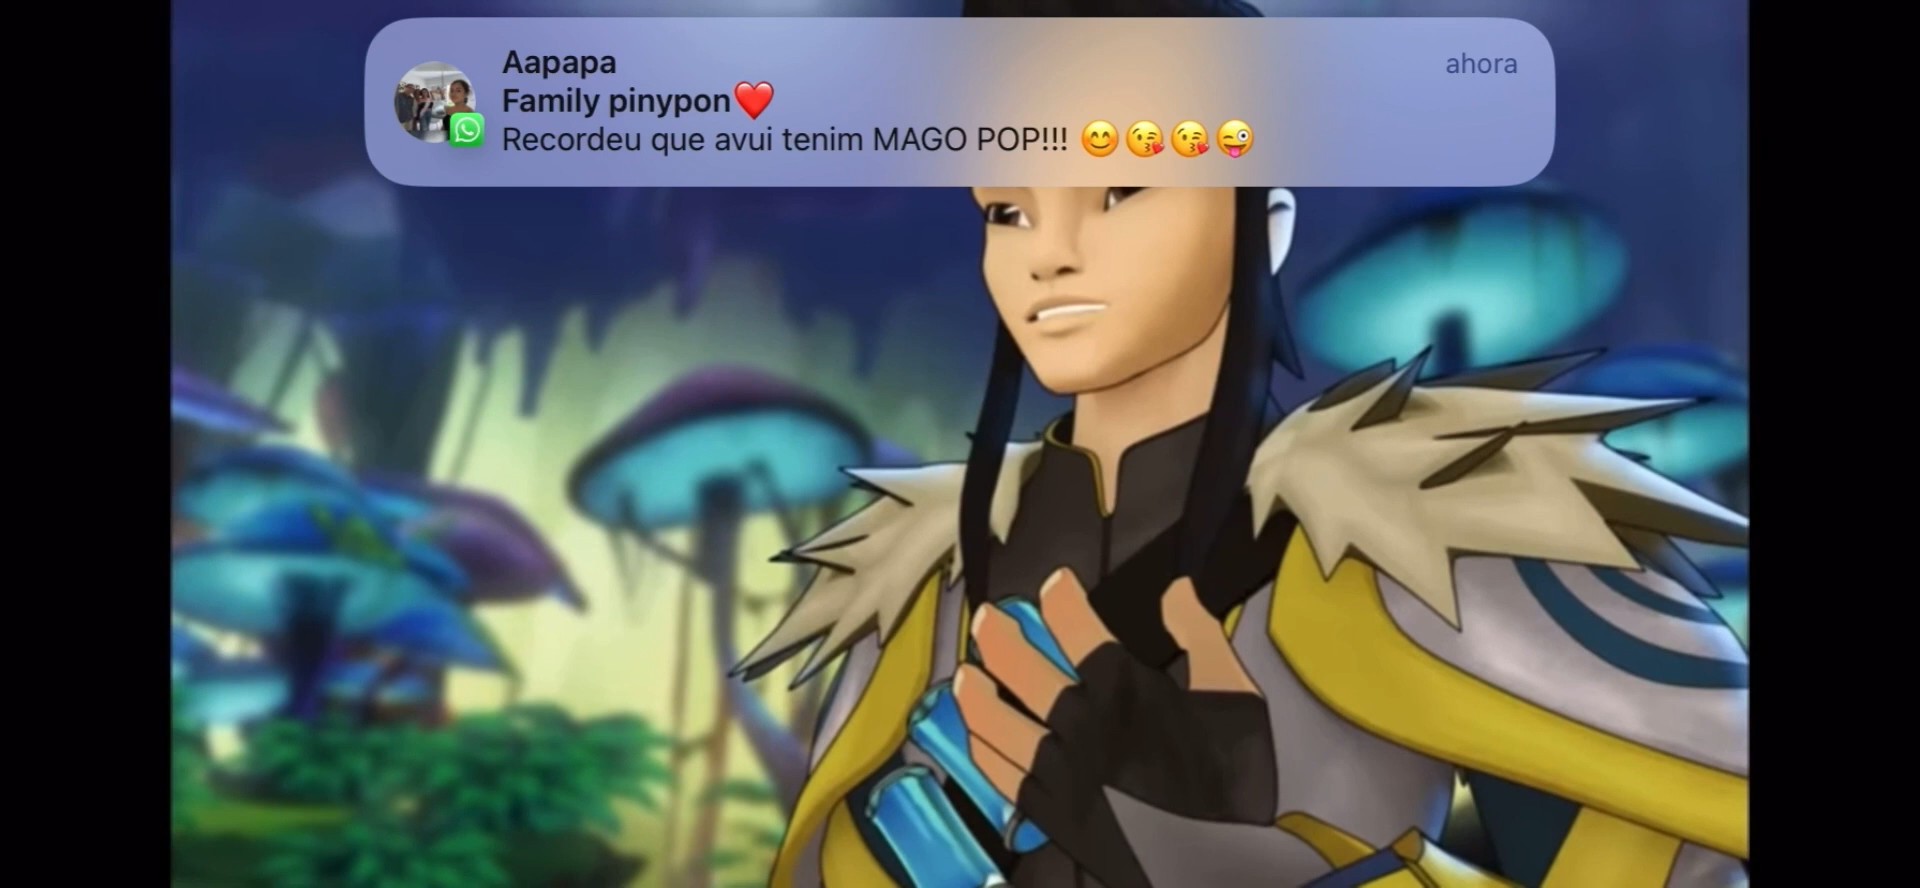 Aapapa
ahora
Family pinypon❤️
Recordeu que avui tenim MAGO POP!!! 😊😘😘😜